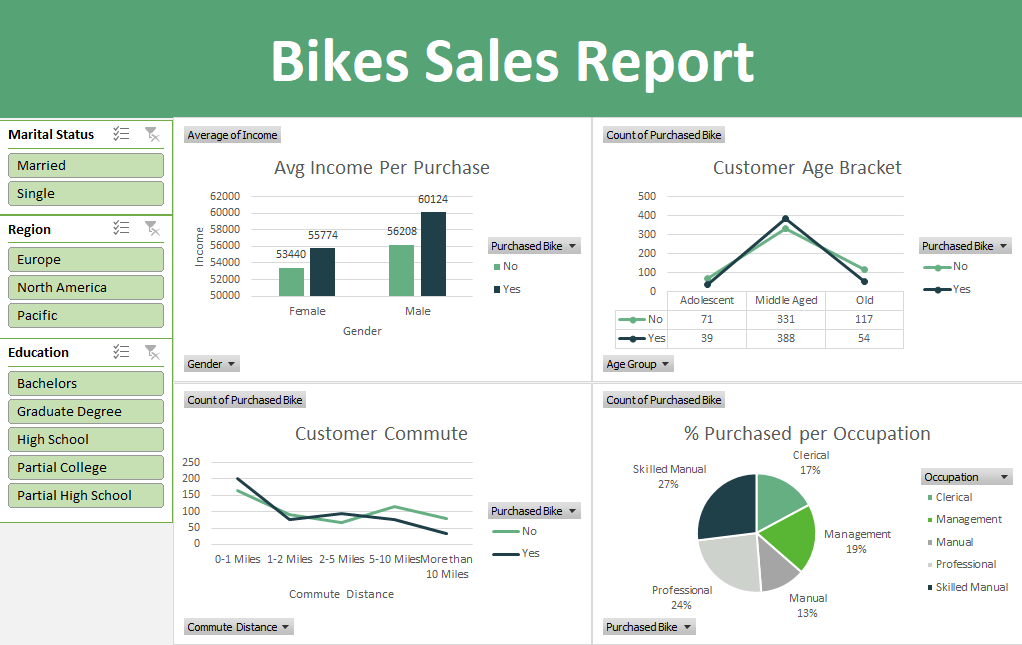 Bikes Sales Report
Marital Status
Married
Single
Region
Europe
North America
Pacific
Education
Bachelors
Graduate Degree
High School
Partial College
Partial High School
Average of Income
Avg Income Per Purchase
62000
60000
58000
56000
54000
52000
50000
Income
53440
55774
56208
60124
Female
Male
Gender
Purchased Bike
No
Yes
Gender
Count of Purchased Bike
Customer Age Bracket
500
400
300
200
100
0
Adolescent Middle Aged Old
No 71 331 117
Yes 39 388 54
Purchased Bike
No
Yes
Age Group
Count of Purchased Bike
Customer Commute
250
200
150
100
50
0
0-1 Miles 1-2 Miles 2-5 Miles 5-10 Miles More than
10 Miles
Commute Distance
Purchased Bike
No
Yes
Commute Distance
Count of Purchased Bike
% Purchased per Occupation
Clerical
17%
Management
19%
Manual
13%
Professional
24%
Skilled Manual
27%
Occupation
Clerical
Management
Manual
Professional
Skilled Manual
Purchased Bike